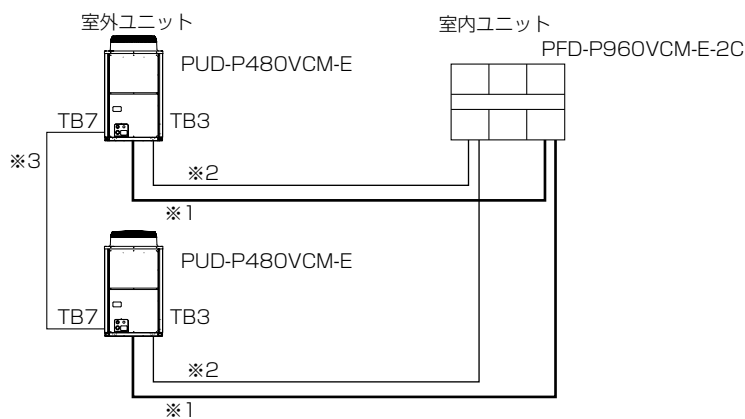 室外ユニット
室内ユニット
PFD-P960VCM-E-2C
PUD-P480VCM-E
TB7
TB3
※3
※2
※1
PUD-P480VCM-E
TB7
TB3
※2
※1